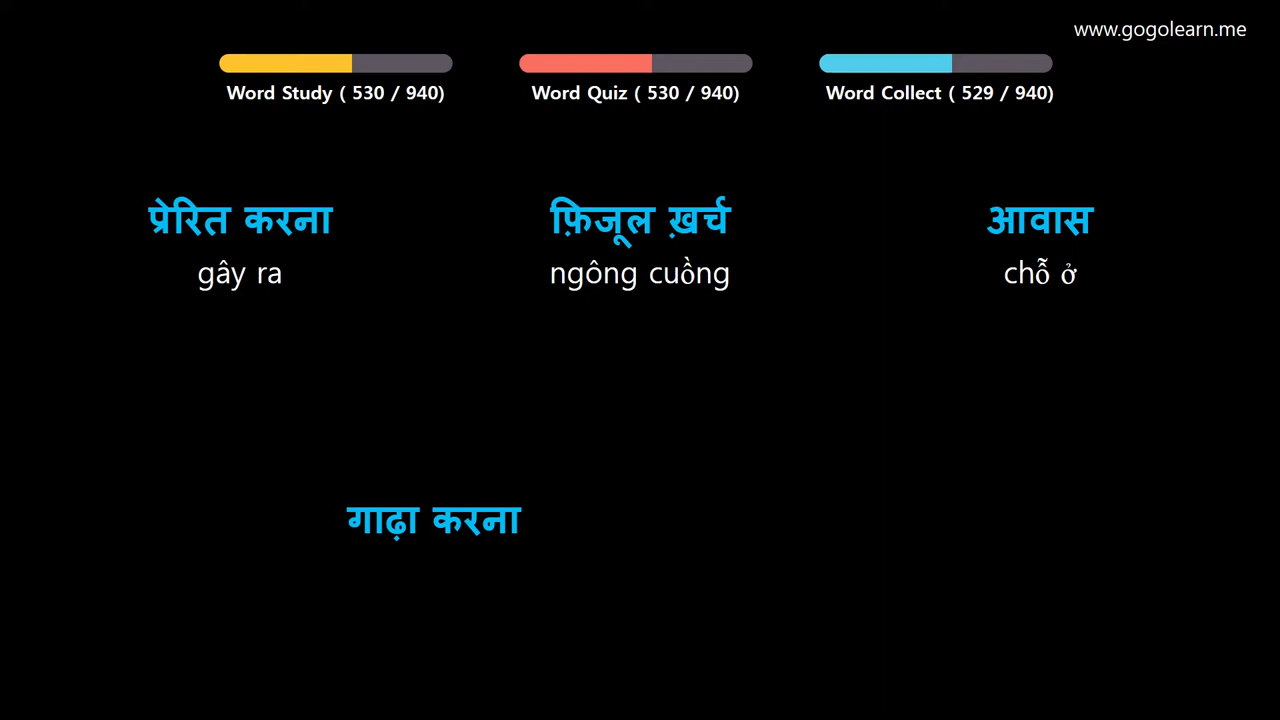 www.gogolearn.me
Word Study ( 530 / 940)
Word Quiz ( 530 / 940)
Word Collect ( 529 / 940)
प्रेरित करना
gây ra
फ़िजूल ख़र्च
ngông cuồng
आवास
chỗ ở
गाढ़ा करना